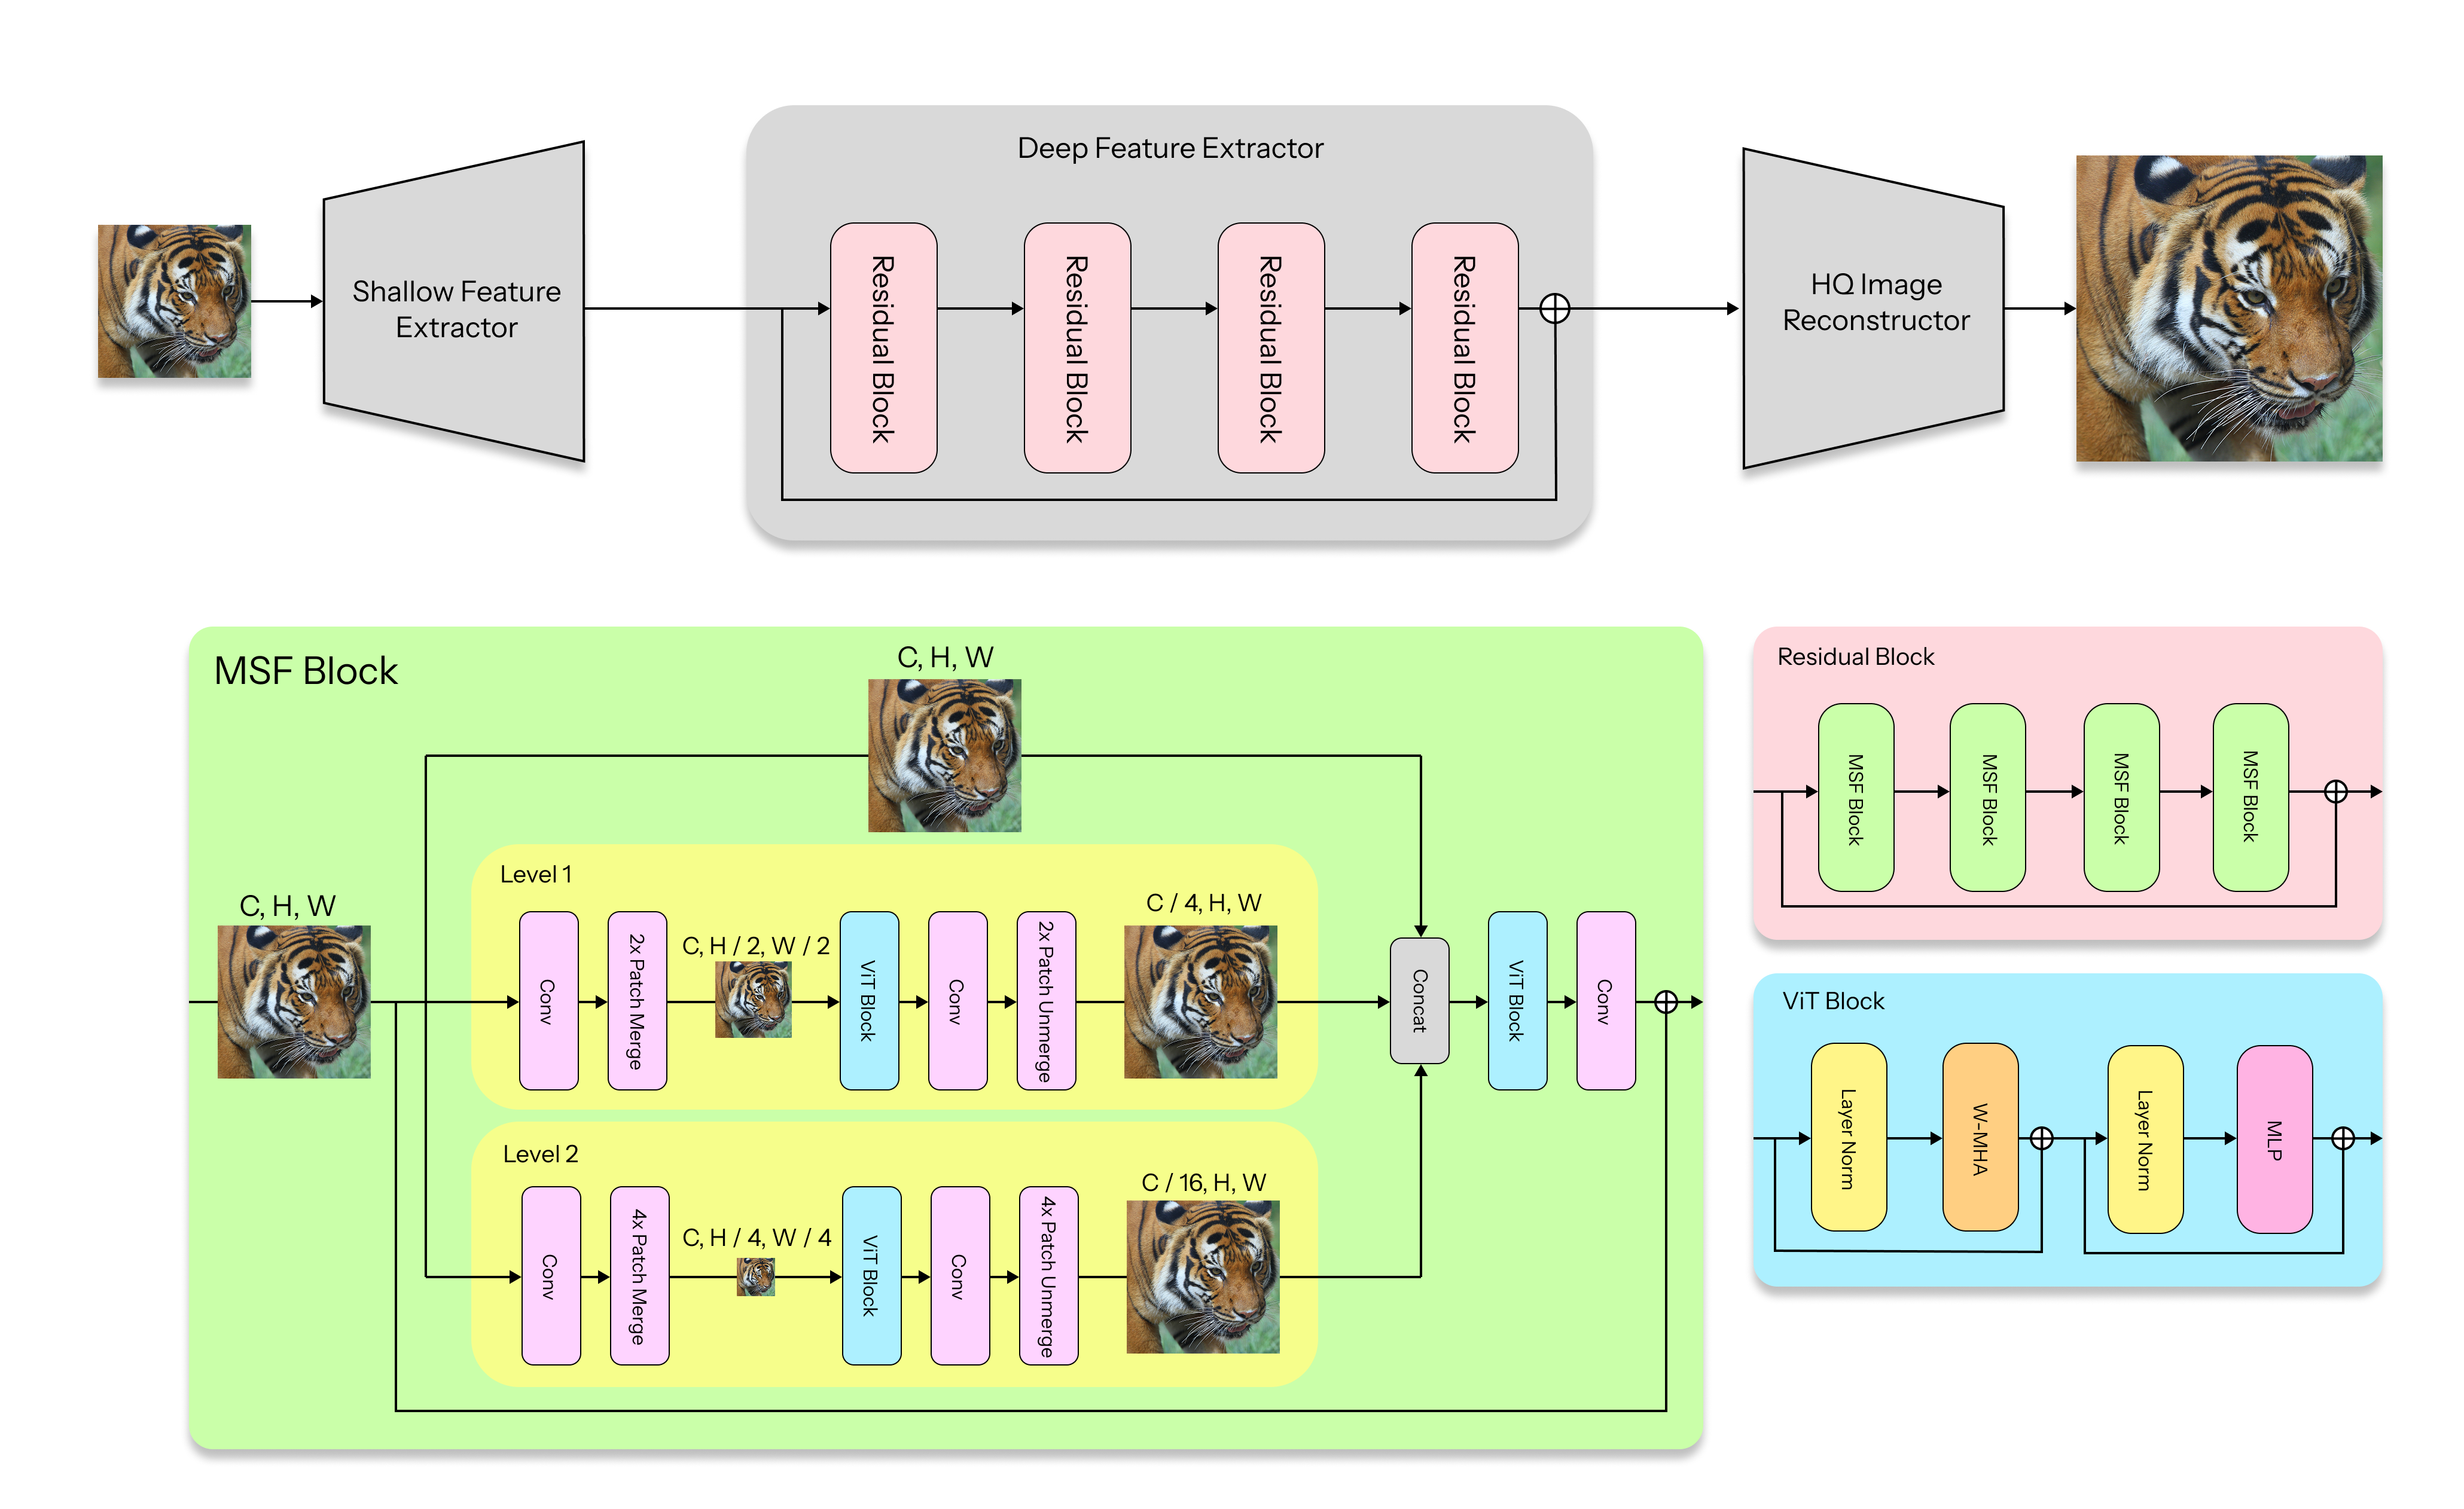 Deep Feature Extractor
Shallow Feature
Extractor
Residual Block
Residual Block
Residual Block
Residual Block
HQ Image
Reconstructor
MSF Block
C, H, W
C, H, W
Level 1
Conv
2x Patch Merge
C, H / 2, W / 2
ViT Block
Conv
2x Patch Unmerge
C / 4, H, W
Level 2
Conv
4x Patch Merge
C, H / 4, W / 4
ViT Block
Conv
4x Patch Unmerge
C / 16, H, W
Concat
ViT Block
Conv
Residual Block
MSF Block
MSF Block
MSF Block
MSF Block
ViT Block
Layer Norm
W-MHA
Layer Norm
MLP